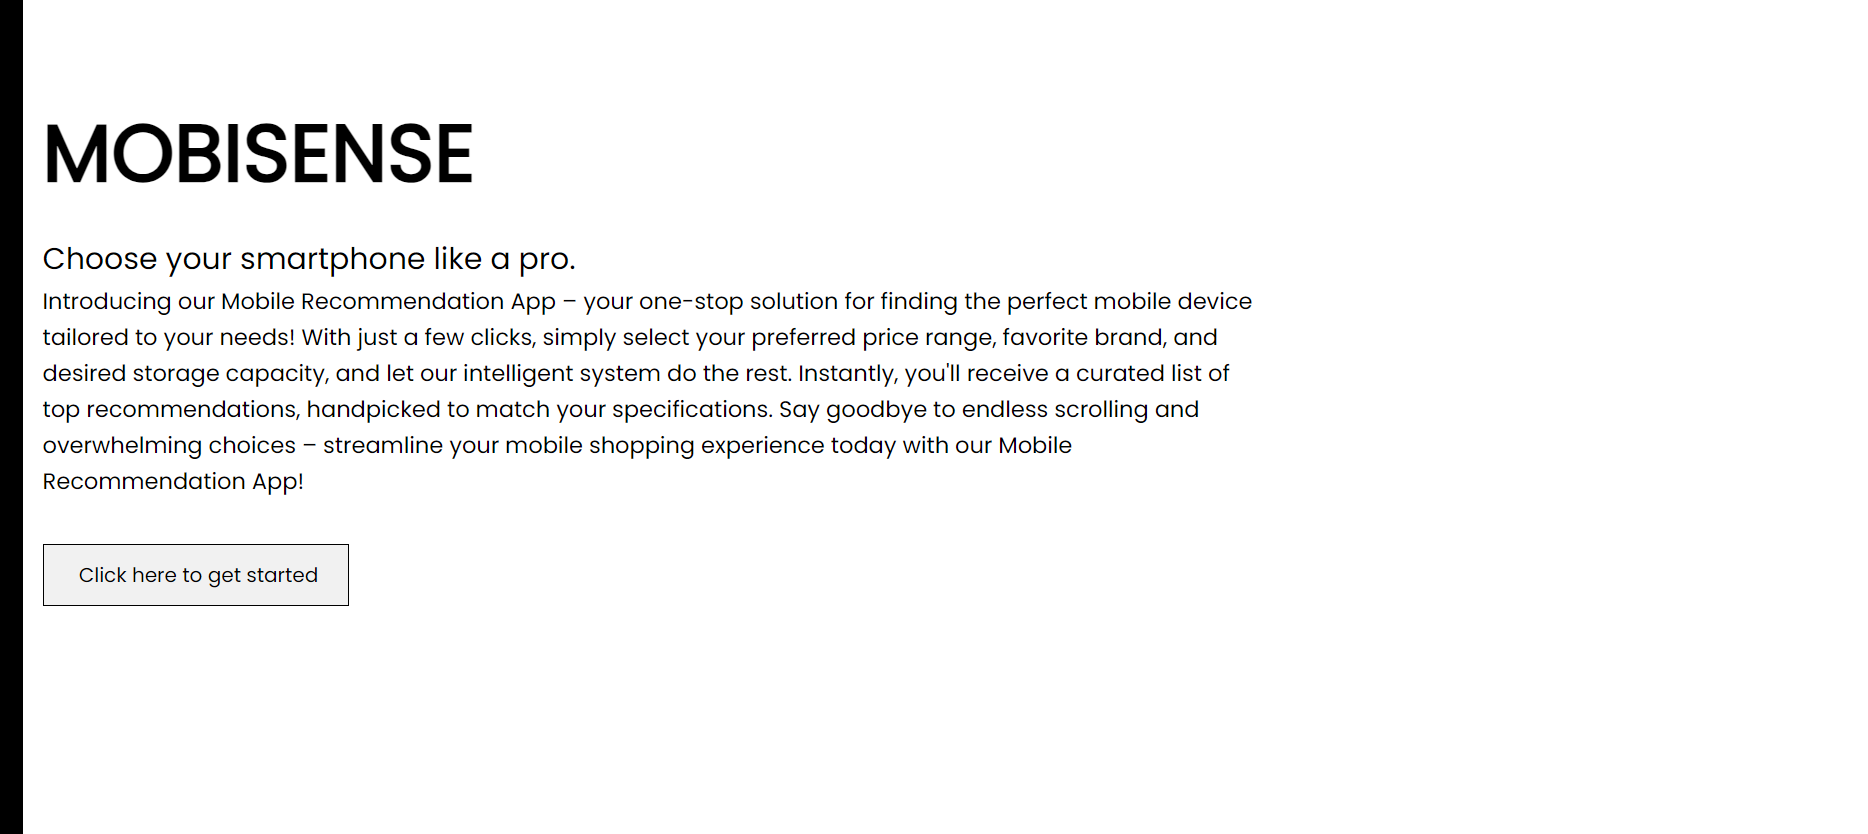 MOBISENSE
Choose your smartphone like a pro.
Introducing our Mobile Recommendation App – your one-stop solution for finding the perfect mobile device
tailored to your needs! With just a few clicks, simply select your preferred price range, favorite brand, and
desired storage capacity, and let our intelligent system do the rest. Instantly, you'll receive a curated list of
top recommendations, handpicked to match your specifications. Say goodbye to endless scrolling and
overwhelming choices – streamline your mobile shopping experience today with our Mobile
Recommendation App!
Click here to get started